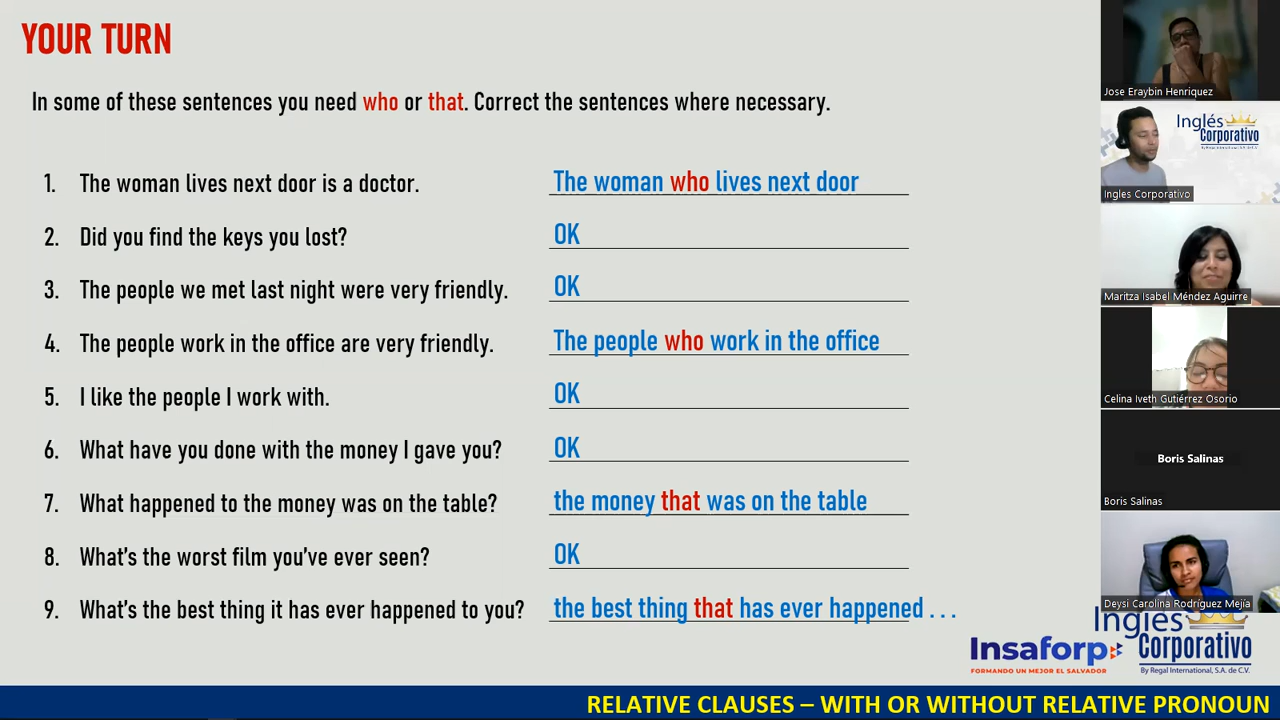 YOUR TURN
In some of these sentences you need who or that. Correct the sentences where necessary.
1. The woman lives next door is a doctor. The woman who lives next door
2. Did you find the keys you lost? OK
3. The people we met last night were very friendly. OK
4. The people work in the office are very friendly. The people who work in the office
5. I like the people I work with. OK
6. What have you done with the money I gave you? OK
7. What happened to the money was on the table? the money that was on the table
8. What's the worst film you've ever seen? OK
9. What's the best thing it has ever happened to you? the best thing that has ever happened . . .
Jose Eraybin Henriquez
Inglés
Corporativo
By Regal International, S.A. de C.V.
Ingles Corporativo
Maritza Isabel Méndez Aguirre
Celina Iveth Gutiérrez Osorio
Boris Salinas
Boris Salinas
Deysi Carolina Rodríguez Mejía
Insaforp
FORMANDO UN MEJOR EL SALVADOR
Inglés
Corporativo
By Regal International, S.A. de C.V.
RELATIVE CLAUSES – WITH OR WITHOUT RELATIVE PRONOUN